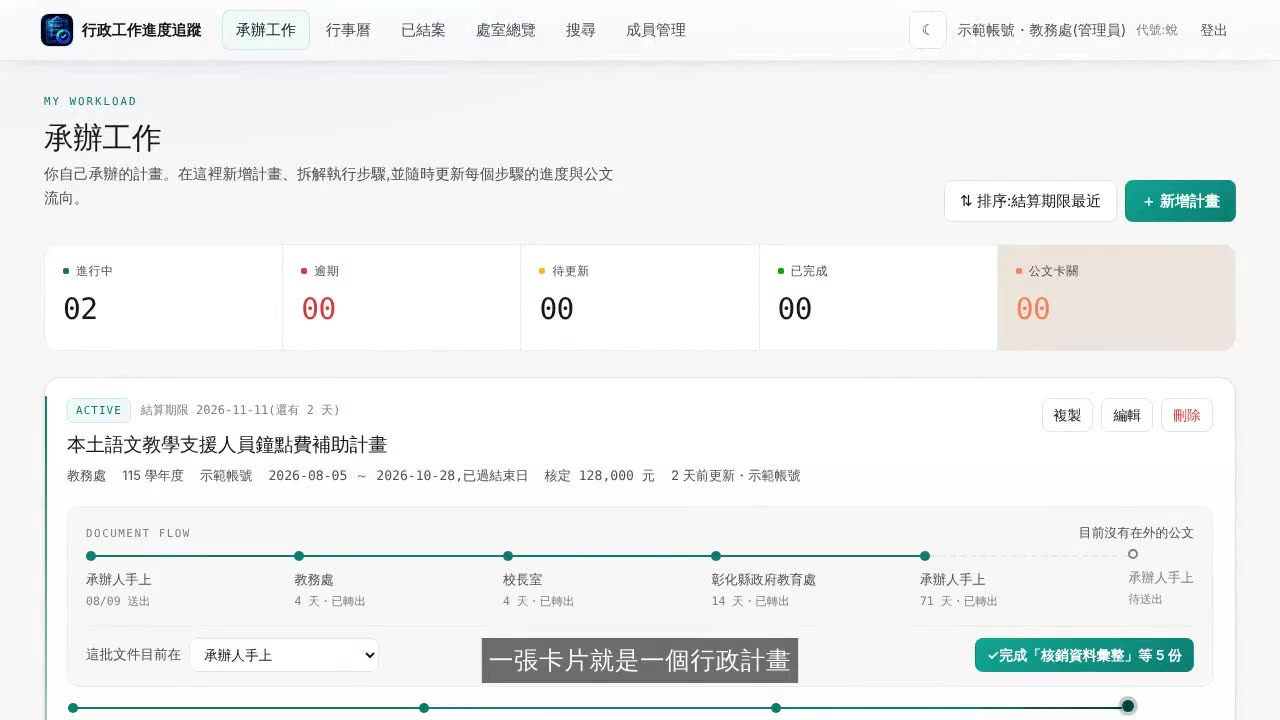 行政工作進度追蹤
承辦工作 行事曆 已結案 處室總覽 搜尋 成員管理
☾ 示範帳號・教務處(管理員) 代號:蛻 登出
MY WORKLOAD
承辦工作
你自己承辦的計畫。在這裡新增計畫、拆解執行步驟,並隨時更新每個步驟的進度與公文
流向。
⇅ 排序:結算期限最近
+ 新增計畫
進行中 逾期 待更新 已完成 公文卡關
02 00 00 00 00
ACTIVE 結算期限 2026-11-11(還有 2 天)
複製 編輯 刪除
本土語文教學支援人員鐘點費補助計畫
教務處 115 學年度 示範帳號 2026-08-05 ～ 2026-10-28,已過結束日 核定 128,000 元 2 天前更新・示範帳號
DOCUMENT FLOW 目前沒有在外的公文
承辦人手上 教務處 校長室 彰化縣政府教育處 承辦人手上 承辦人手上
08/09 送出 4 天・已轉出 4 天・已轉出 14 天・已轉出 71 天・已轉出 待送出
這批文件目前在 承辦人手上
✓完成「核銷資料彙整」等 5 份
一張卡片就是一個行政計畫